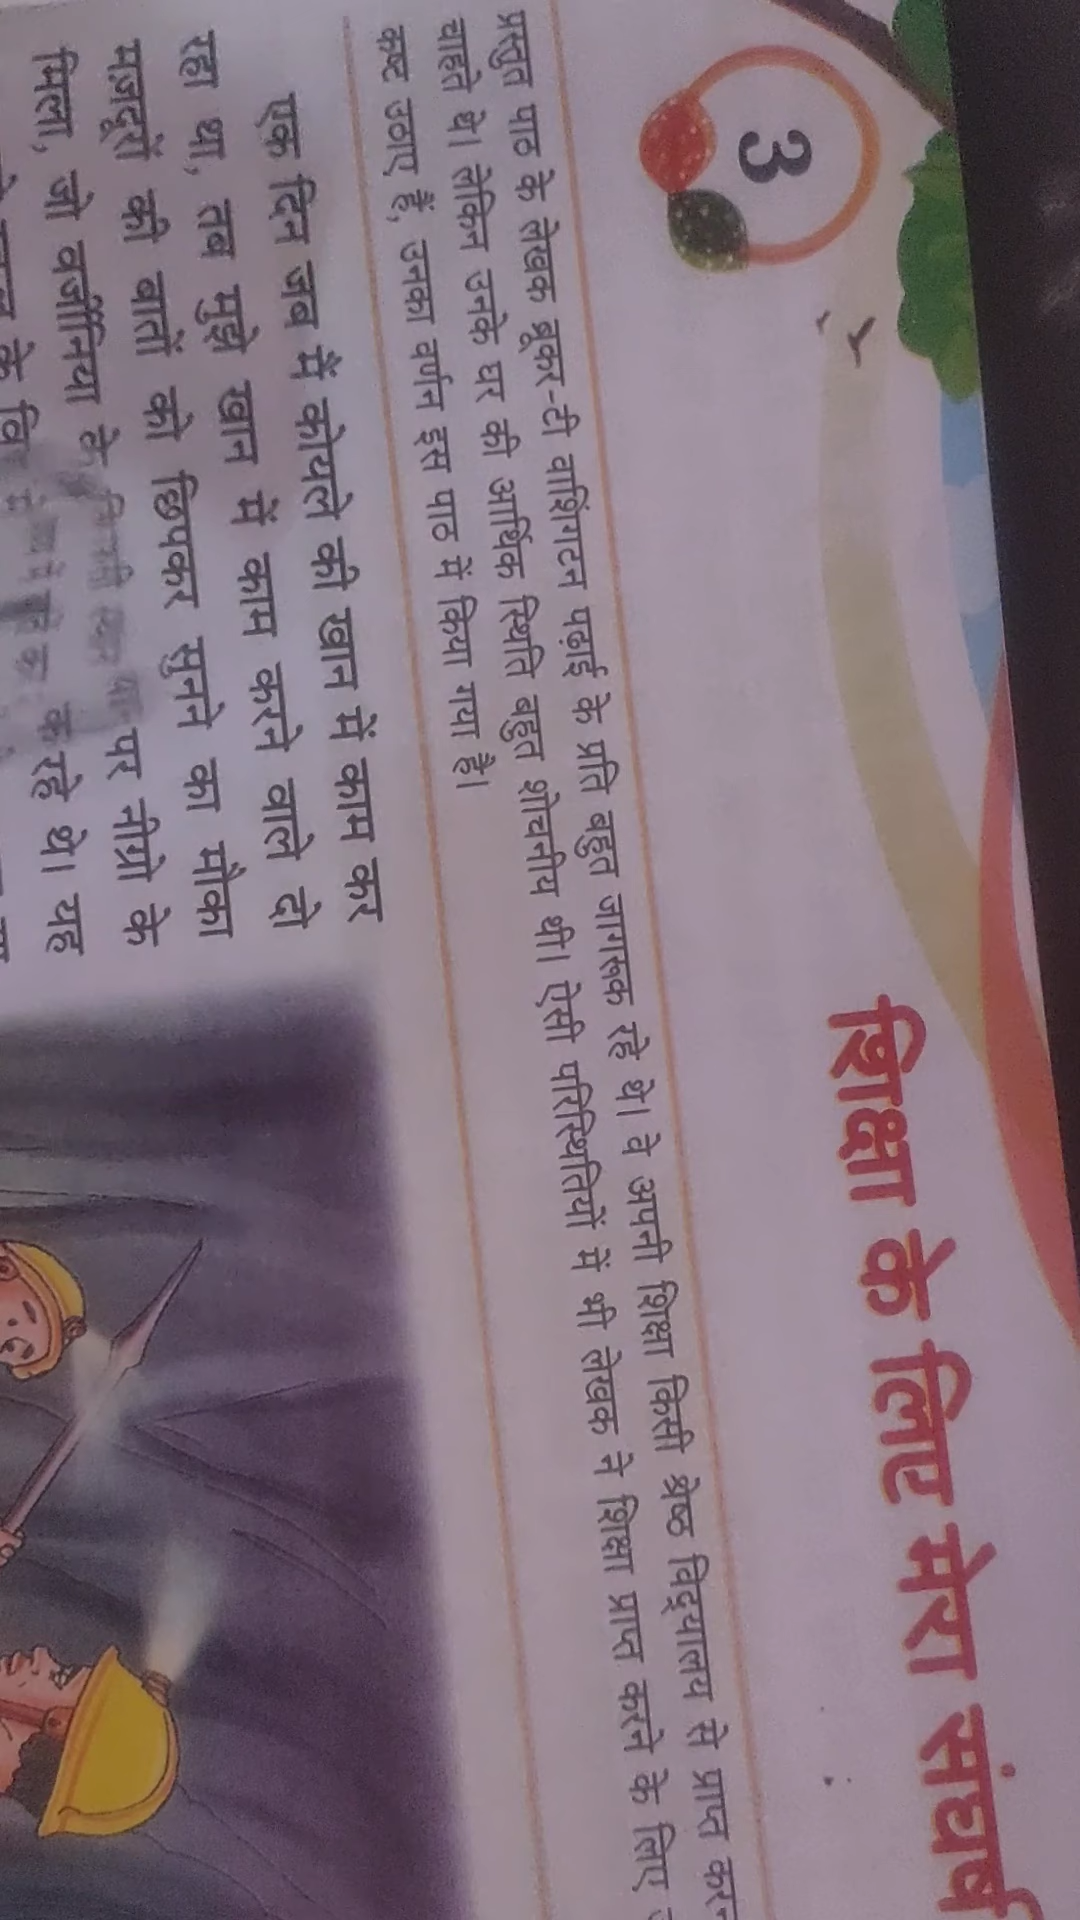 3
शिक्षा के लिए मेरा संघर्ष
प्रस्तुत पाठ के लेखक बूकर-टी वाशिंगटन पढ़ाई के प्रति बहुत जागरूक रहे थे। वे अपनी शिक्षा किसी श्रेष्ठ विद्यालय से प्राप्त करन
चाहते थे। लेकिन उनके घर की आर्थिक स्थिति बहुत शोचनीय थी। ऐसी परिस्थितियों में भी लेखक ने शिक्षा प्राप्त करने के लिए
कष्ट उठाए हैं, उनका वर्णन इस पाठ में किया गया है।
एक दिन जब मैं कोयले की खान में काम कर
रहा था, तब मुझे खान में काम करने वाले दो
मज़दूरों की बातों को छिपकर सुनने का मौका
मिला, जो वर्जीनिया के पर नीग्रो के
रहे थे। यह